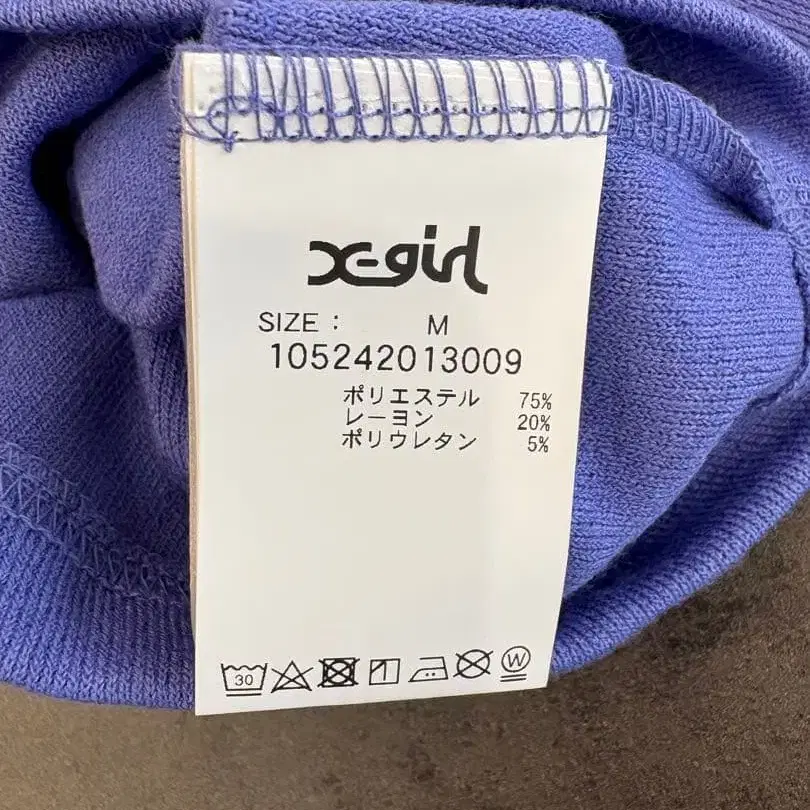 X-girl
SIZE : M
105242013009
ポリエステル 75%
レーヨン 20%
ポリウレタン 5%
30 W